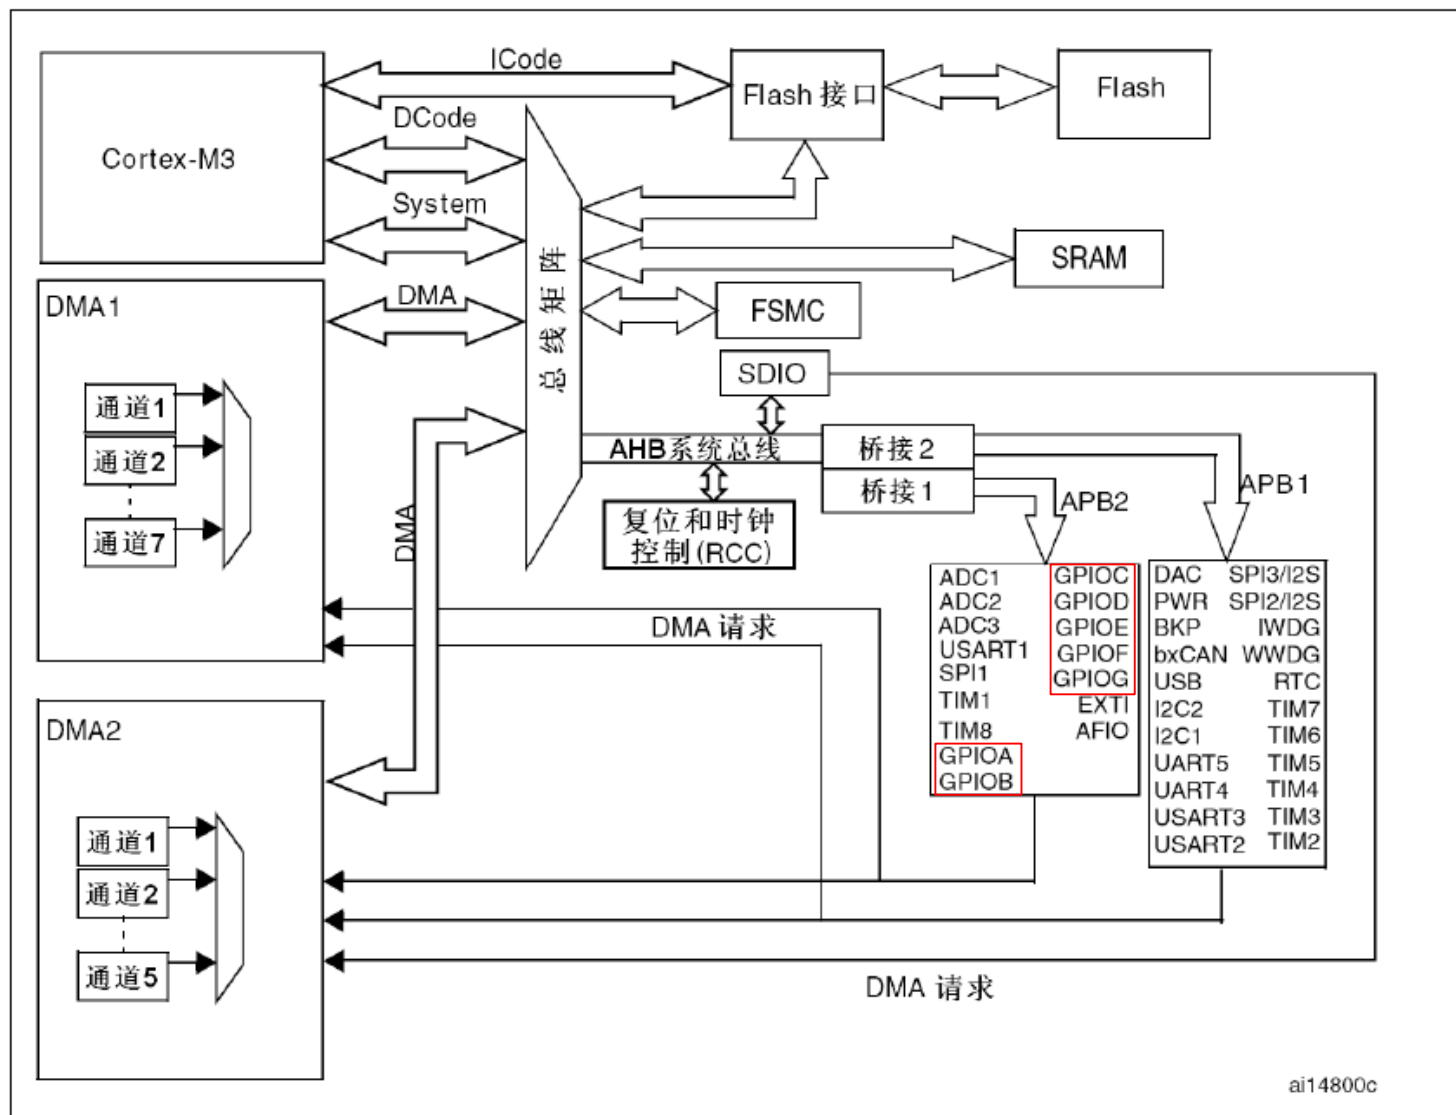 ICode
Flash 接口
Flash
Cortex-M3
DCode
System
DMA1
DMA
总线矩阵
SRAM
FSMC
SDIO
通道1
通道2
通道7
AHB系统总线
桥接2
桥接1
APB2
APB1
复位和时钟
控制(RCC)
DMA
DMA 请求
ADC1 GPIOC
ADC2 GPIOD
ADC3 GPIOE
USART1 GPIOF
SPI1 GPIOG
TIM1 EXTI
TIM8 AFIO
GPIOA
GPIOB
DAC SPI3/I2S
PWR SPI2/I2S
BKP IWDG
bxCAN WWDG
USB RTC
I2C2 TIM7
I2C1 TIM6
UART5 TIM5
UART4 TIM4
USART3 TIM3
USART2 TIM2
DMA2
通道1
通道2
通道5
DMA 请求
ai14800c